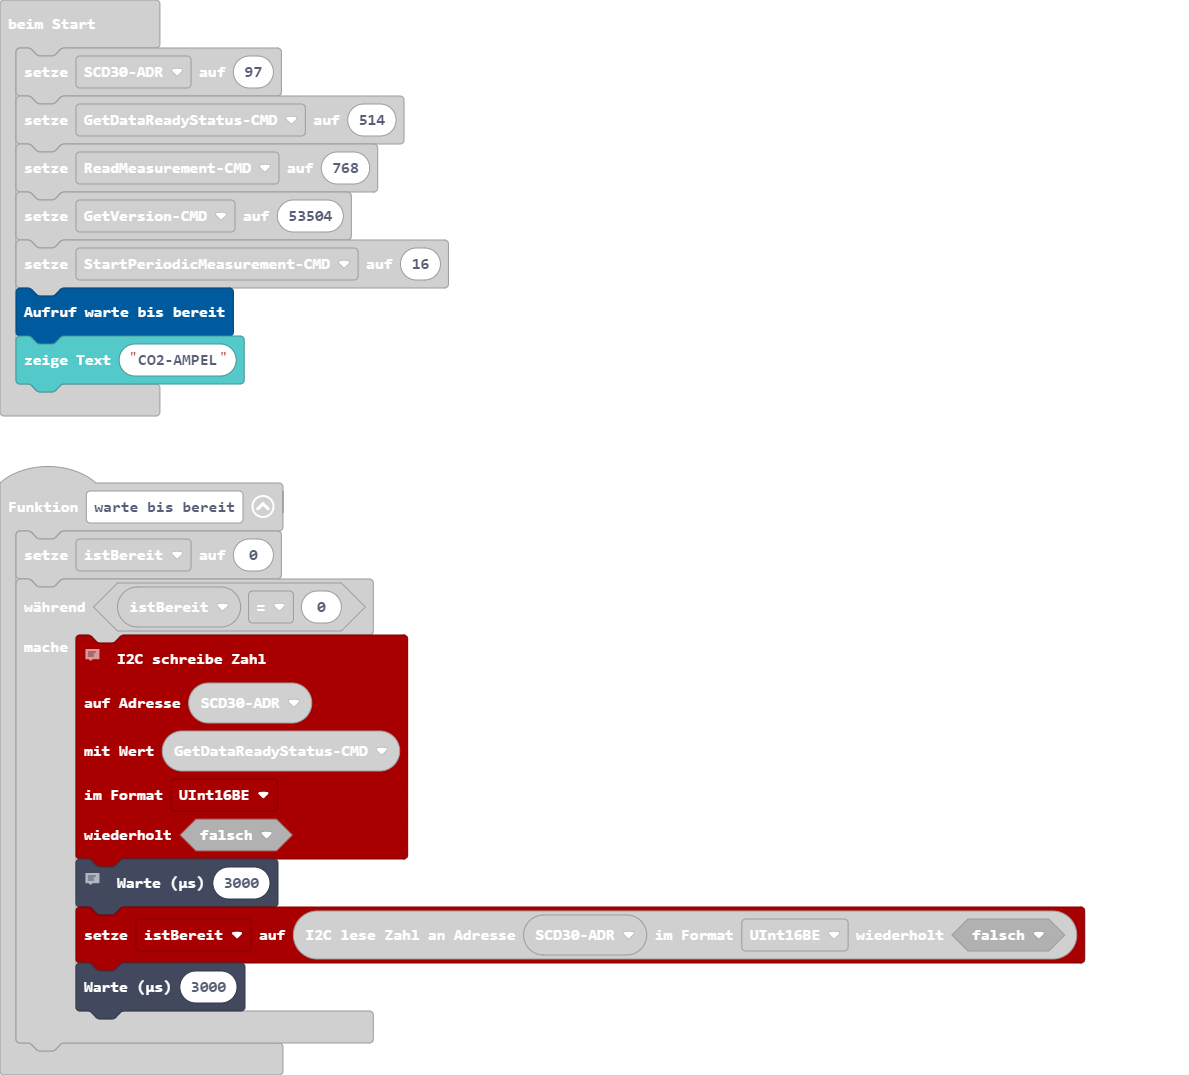 beim Start
setze SCD30-ADR auf 97
setze GetDataReadyStatus-CMD auf 514
setze ReadMeasurement-CMD auf 768
setze GetVersion-CMD auf 53504
setze StartPeriodicMeasurement-CMD auf 16
Aufruf warte bis bereit
zeige Text "CO2-AMPEL"
Funktion warte bis bereit
setze istBereit auf 0
während istBereit = 0
mache
I2C schreibe Zahl
auf Adresse SCD30-ADR
mit Wert GetDataReadyStatus-CMD
im Format UInt16BE
wiederholt falsch
Warte (µs) 3000
setze istBereit auf I2C lese Zahl an Adresse SCD30-ADR im Format UInt16BE wiederholt falsch
Warte (µs) 3000